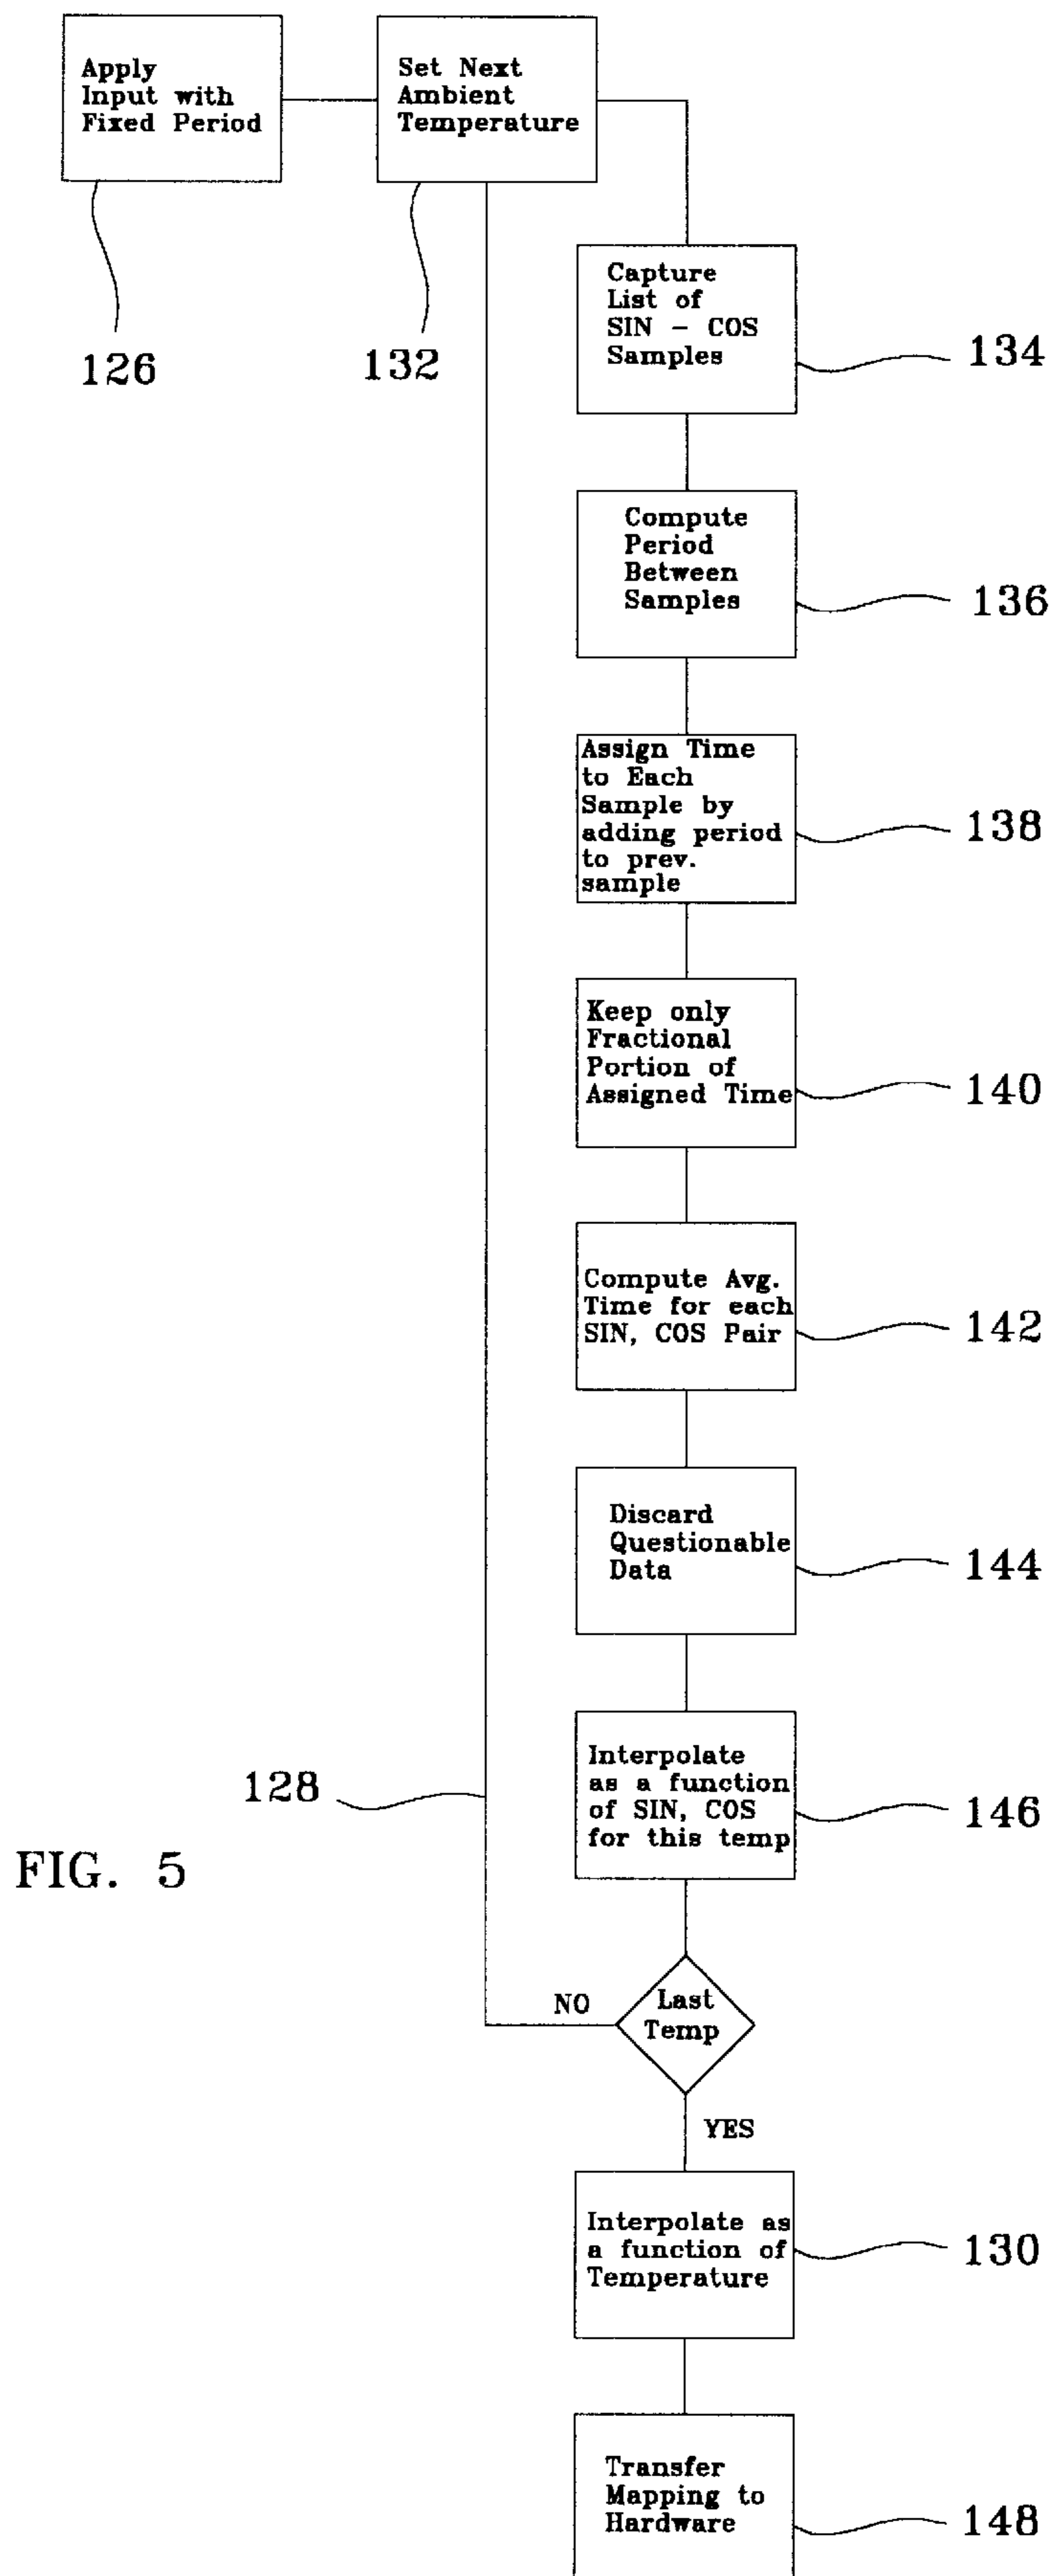 Apply
Input with
Fixed Period
Set Next
Ambient
Temperature
126
132
Capture
List of
SIN - COS
Samples
134
Compute
Period
Between
Samples
136
Assign Time
to Each
Sample by
adding period
to prev.
sample
138
Keep only
Fractional
Portion of
Assigned Time
140
Compute Avg.
Time for each
SIN, COS Pair
142
Discard
Questionable
Data
144
Interpolate
as a function
of SIN, COS
for this temp
146
128
FIG. 5
Last
Temp
NO
YES
Interpolate as
a function of
Temperature
130
Transfer
Mapping to
Hardware
148